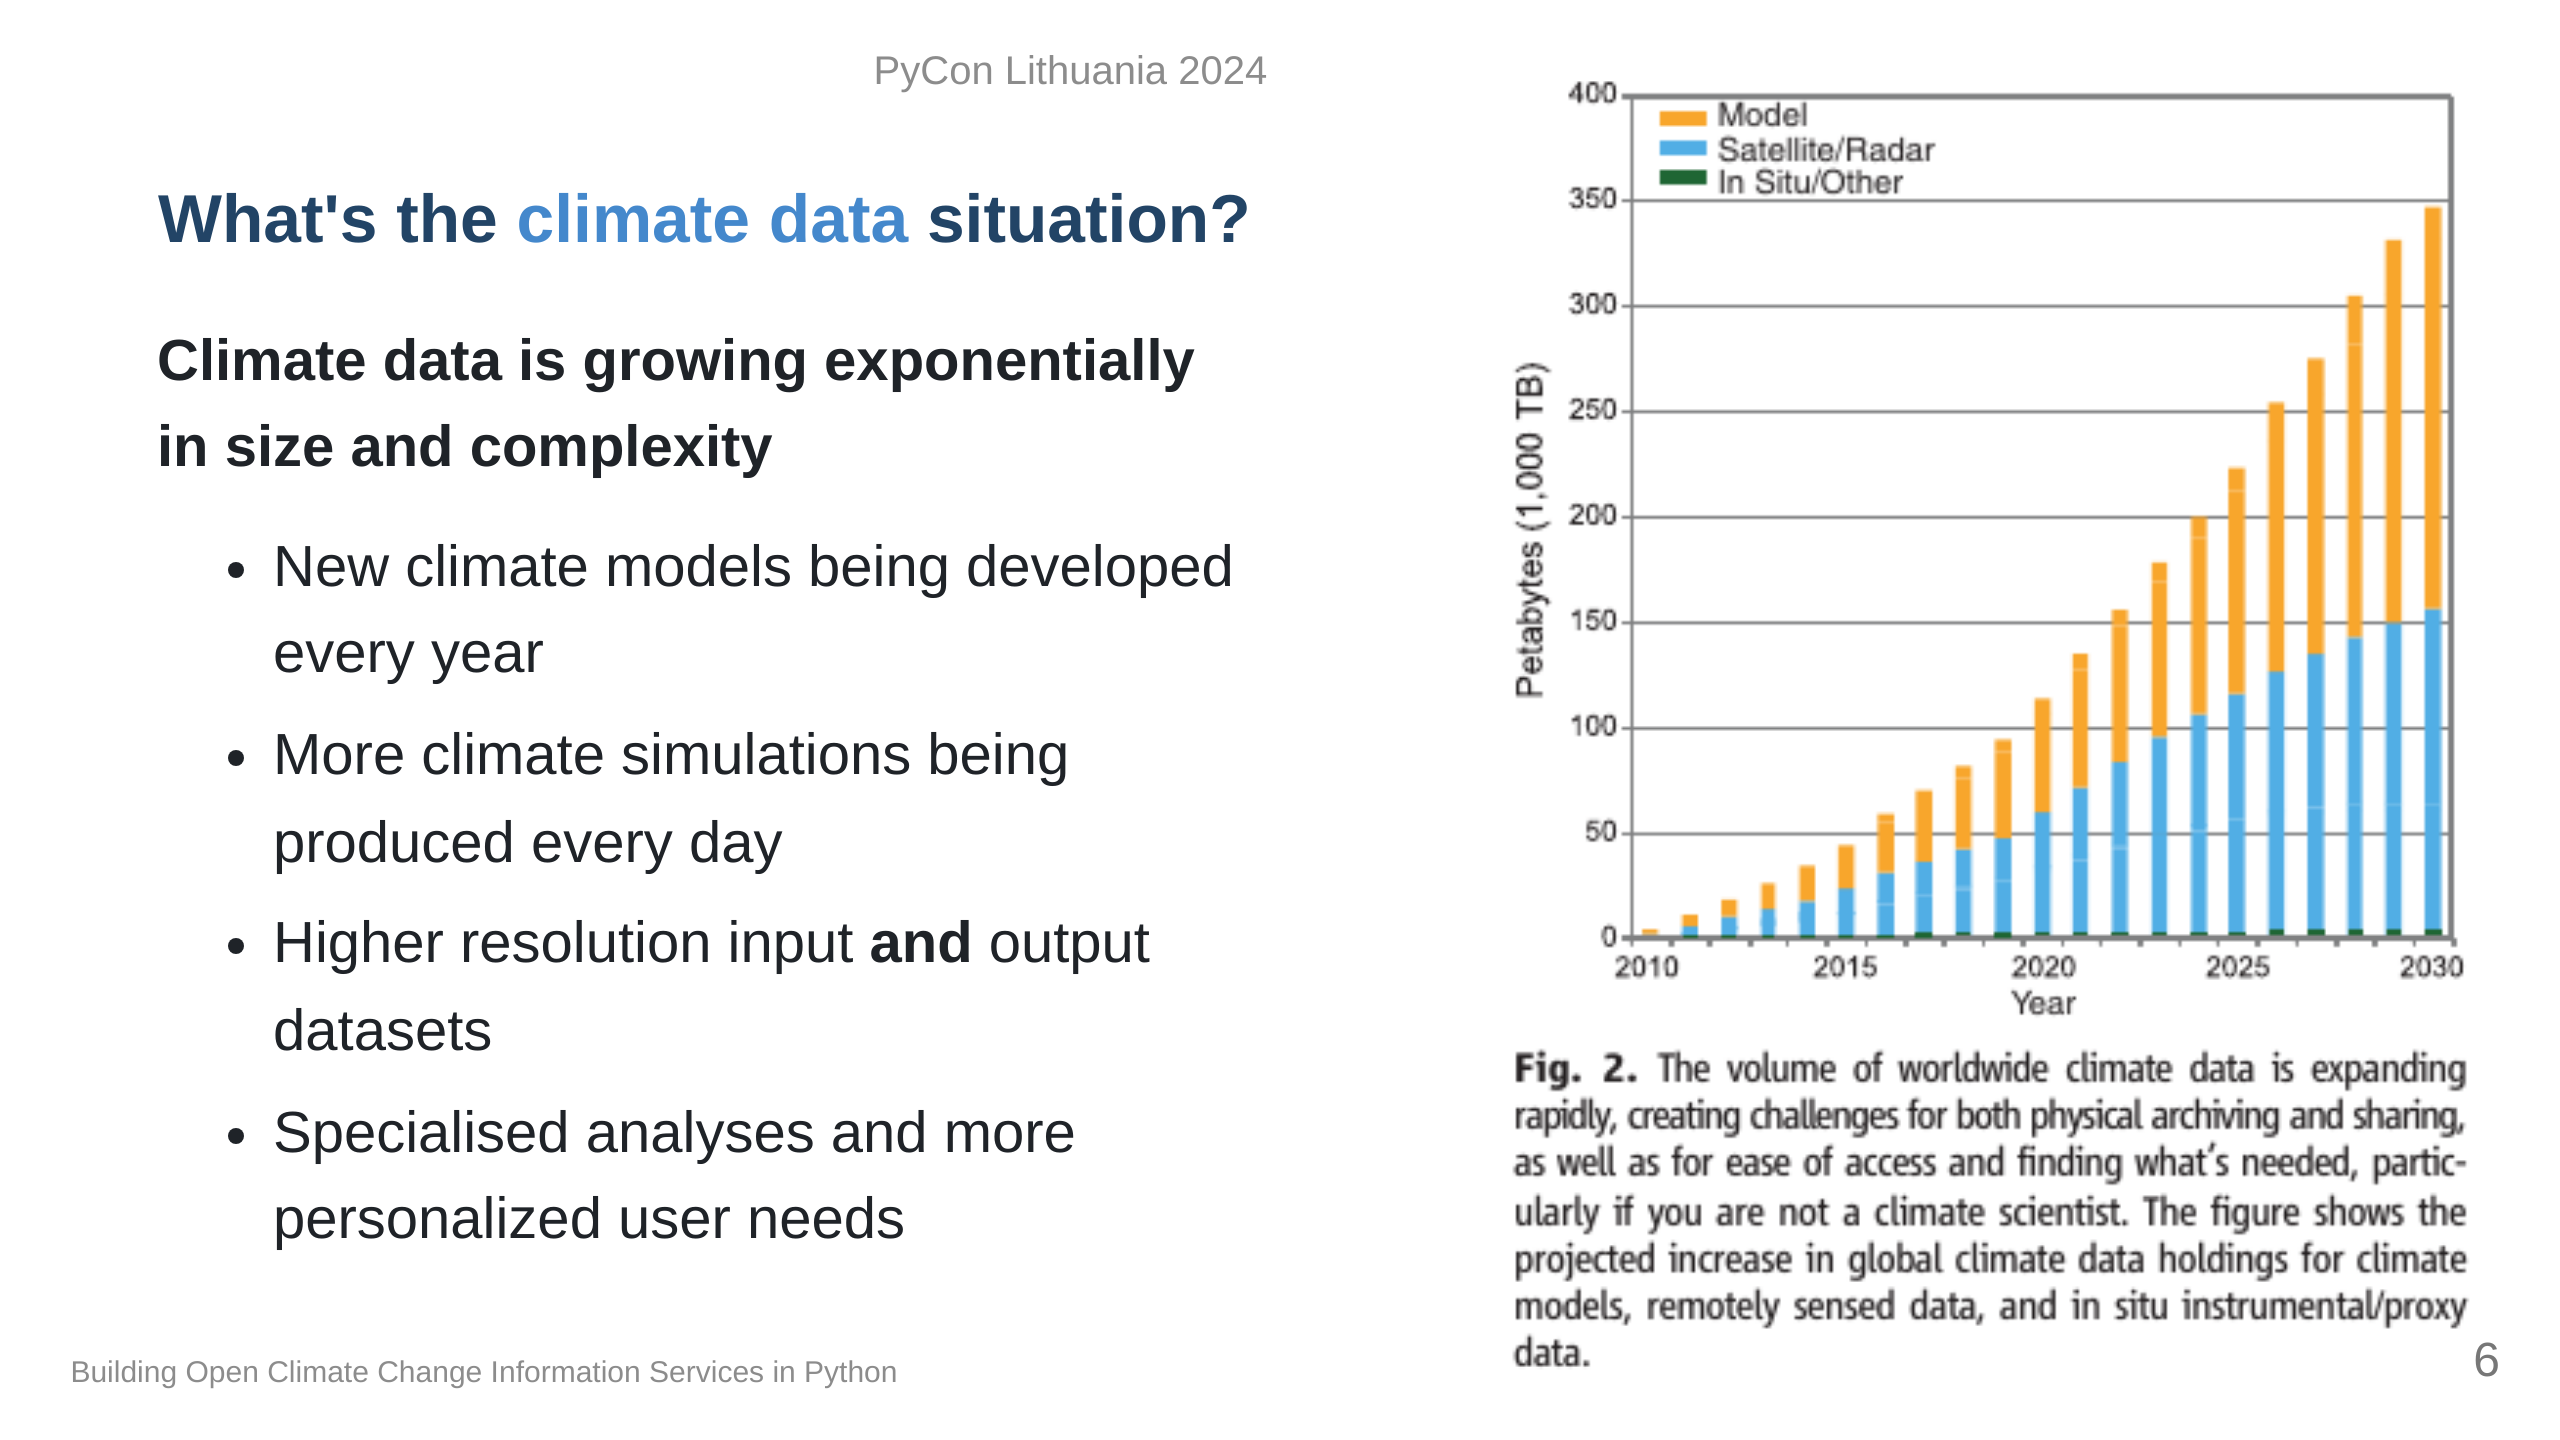 PyCon Lithuania 2024
What's the climate data situation?
Climate data is growing exponentially
in size and complexity
• New climate models being developed
every year
• More climate simulations being
produced every day
• Higher resolution input and output
datasets
• Specialised analyses and more
personalized user needs
Building Open Climate Change Information Services in Python
400
350
300
250
200
150
100
50
0
Petabytes (1,000 TB)
Model
Satellite/Radar
In Situ/Other
2010 2015 2020 2025 2030
Year
Fig. 2. The volume of worldwide climate data is expanding
rapidly, creating challenges for both physical archiving and sharing,
as well as for ease of access and finding what's needed, partic-
ularly if you are not a climate scientist. The figure shows the
projected increase in global climate data holdings for climate
models, remotely sensed data, and in situ instrumental/proxy
data.
6